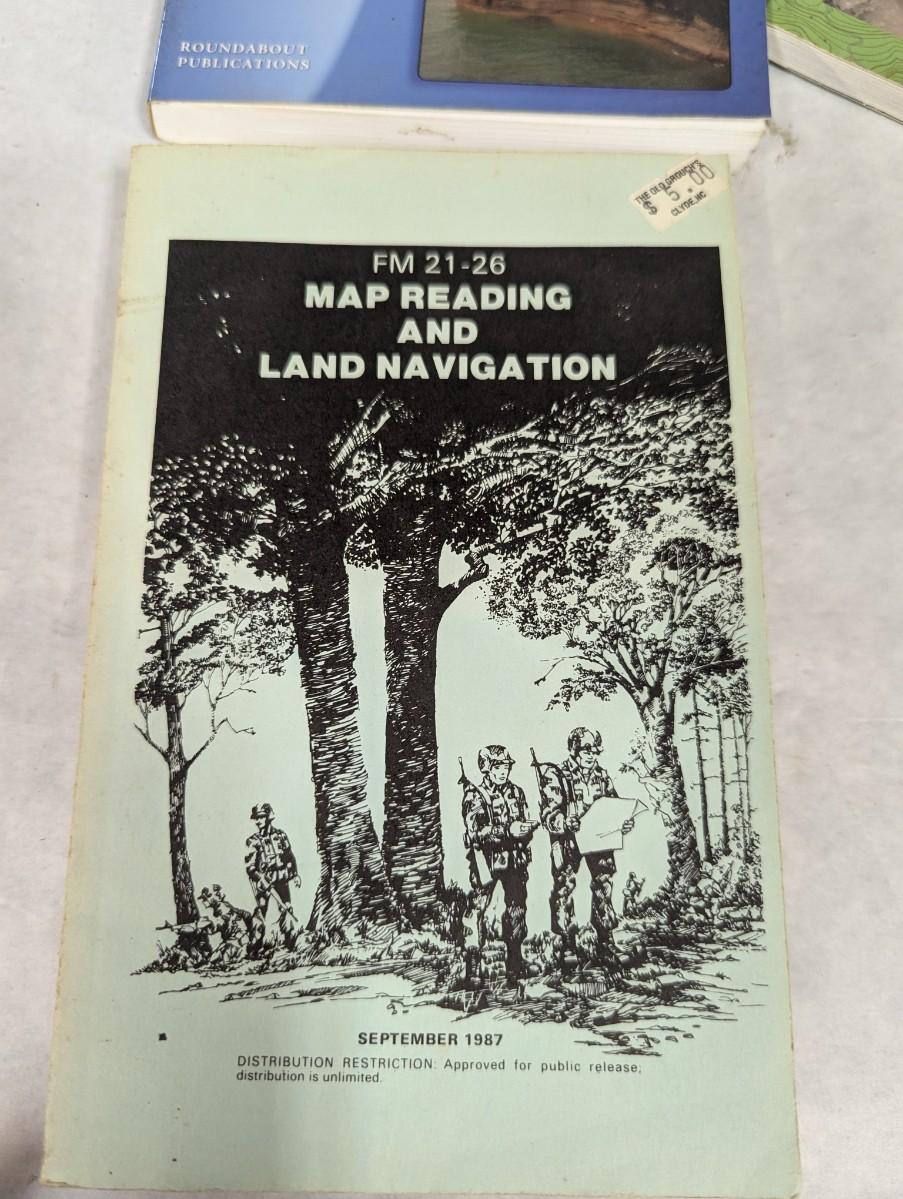 ROUNDABOUT
PUBLICATIONS
THE OLD GROUCH'S
$ 5.00
CLYDE, NC
FM 21-26
MAP READING
AND
LAND NAVIGATION
SEPTEMBER 1987
DISTRIBUTION RESTRICTION: Approved for public release;
distribution is unlimited.